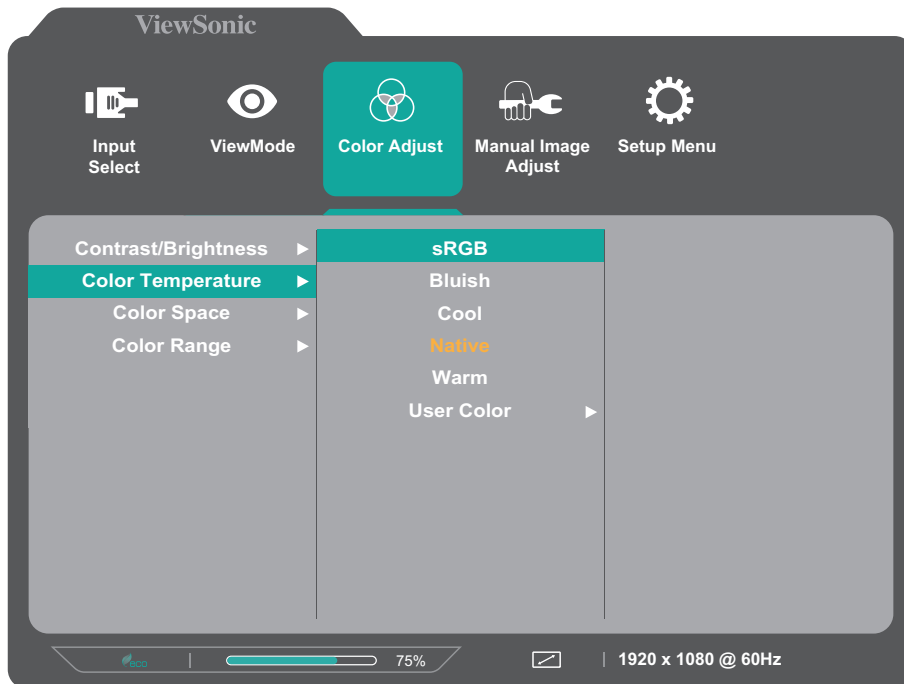 ViewSonic
Input
Select
ViewMode
Color Adjust
Manual Image
Adjust
Setup Menu
Contrast/Brightness
Color Temperature
Color Space
Color Range
sRGB
Bluish
Cool
Native
Warm
User Color
eco
75%
1920 x 1080 @ 60Hz